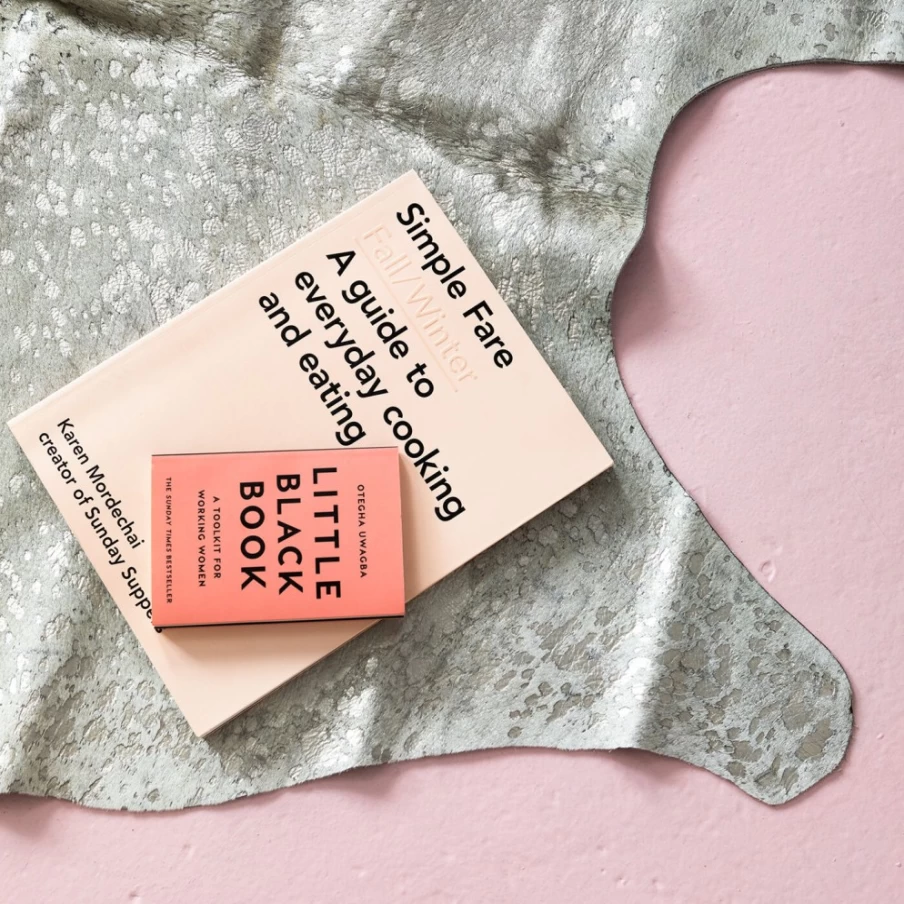 Simple Fare
Fall/Winter
A guide to
everyday cooking
and eating
Karen Mordechai
creator of Sunday Suppe
OTEGHA UWAGBA
LITTLE
BLACK
BOOK
A TOOLKIT FOR
WORKING WOMEN
THE SUNDAY TIMES BESTSELLER